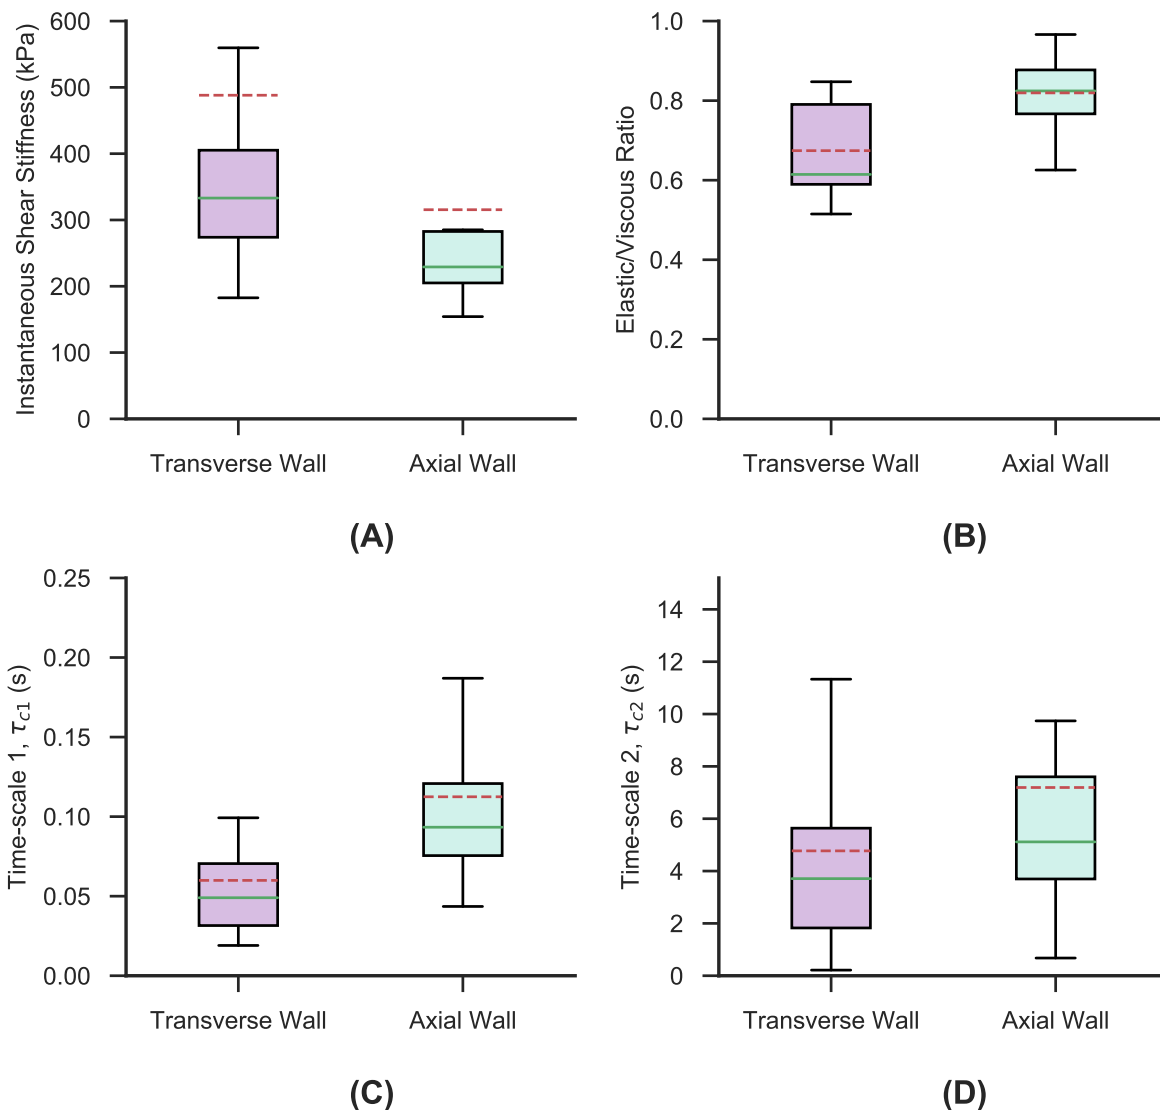 Instantaneous Shear Stiffness (kPa)
600
500
400
300
200
100
0
Transverse Wall
Axial Wall
(A)
Elastic/Viscous Ratio
1.0
0.8
0.6
0.4
0.2
0.0
Transverse Wall
Axial Wall
(B)
Time-scale 1, τc1 (s)
0.25
0.20
0.15
0.10
0.05
0.00
Transverse Wall
Axial Wall
(C)
Time-scale 2, τc2 (s)
14
12
10
8
6
4
2
0
Transverse Wall
Axial Wall
(D)